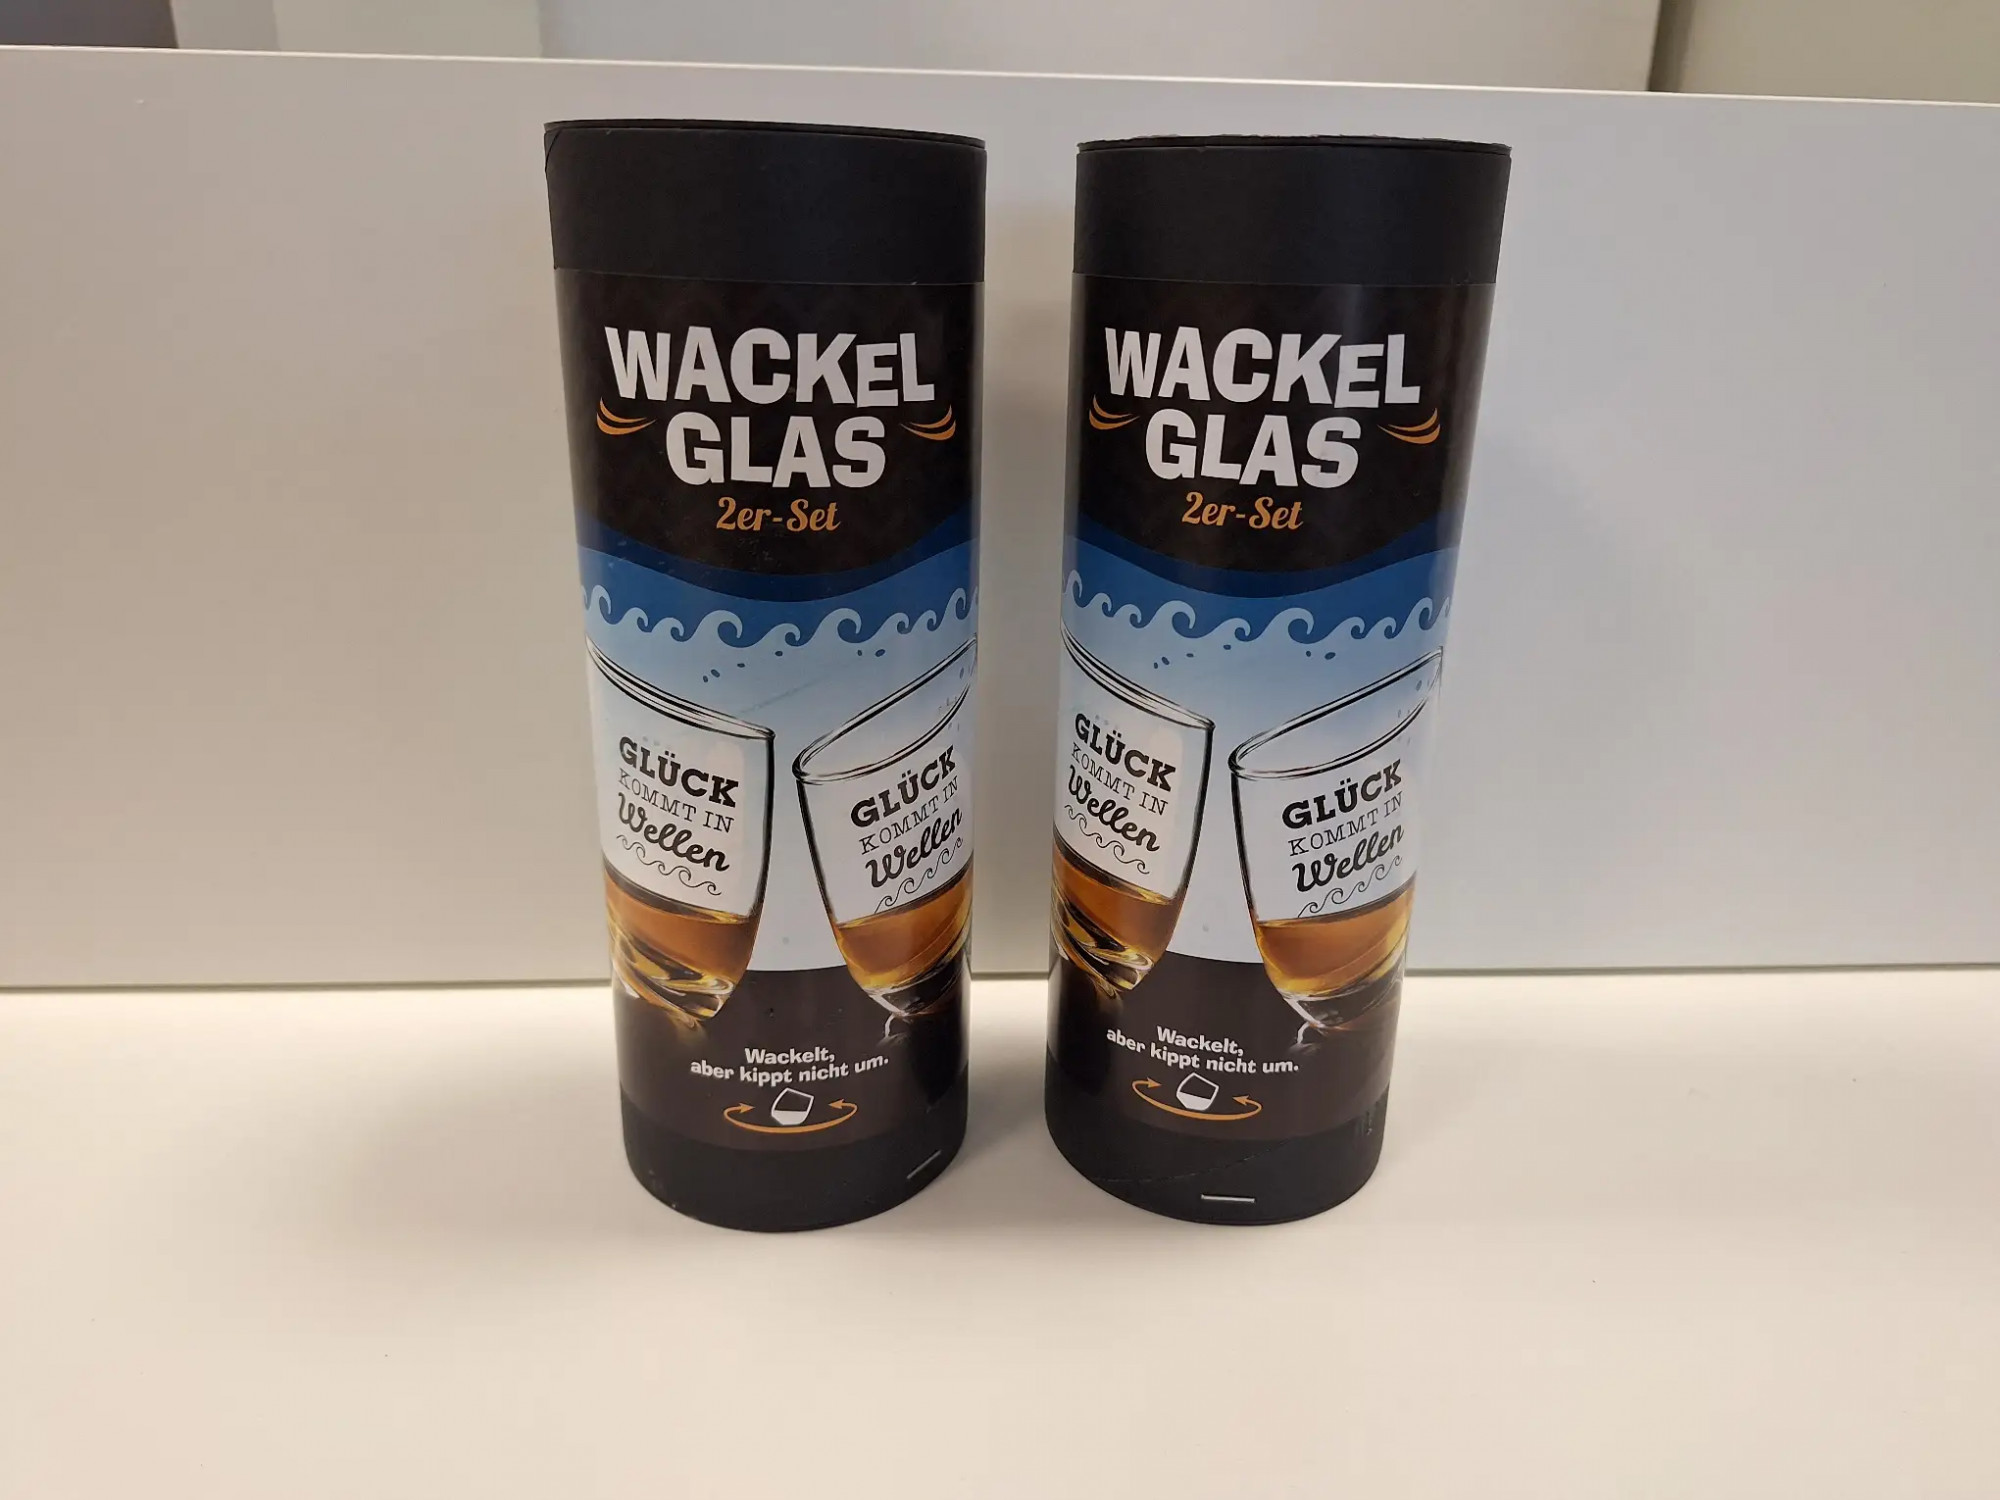 WACKEL
GLAS
2er-Set
GLÜCK
KOMMT IN
Wellen
GLÜCK
KOMMT IN
Wellen
Wackelt,
aber kippt nicht um.
WACKEL
GLAS
2er-Set
GLÜCK
KOMMT IN
Wellen
GLÜCK
KOMMT IN
Wellen
Wackelt,
aber kippt nicht um.